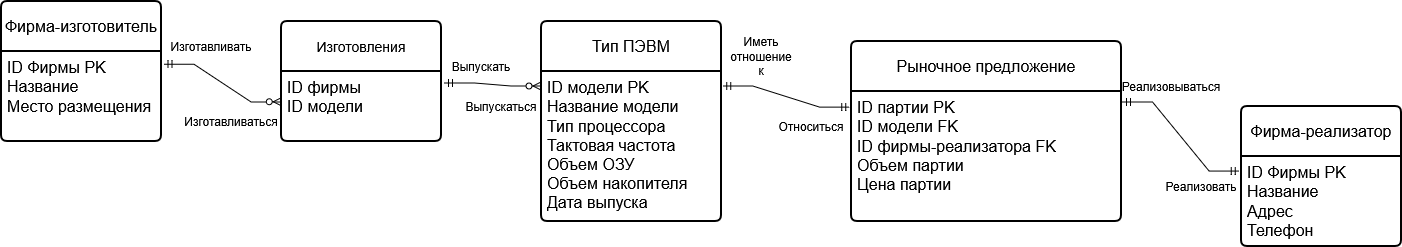 Фирма-изготовитель
ID Фирмы PK
Название
Место размещения
Изготавливать
Изготавливаться
Изготовления
ID фирмы
ID модели
Выпускать
Выпускаться
Тип ПЭВМ
ID модели PK
Название модели
Тип процессора
Тактовая частота
Объем ОЗУ
Объем накопителя
Дата выпуска
Иметь
отношение
к
Относиться
Рыночное предложение
ID партии PK
ID модели FK
ID фирмы-реализатора FK
Объем партии
Цена партии
Реализовываться
Реализовать
Фирма-реализатор
ID Фирмы PK
Название
Адрес
Телефон